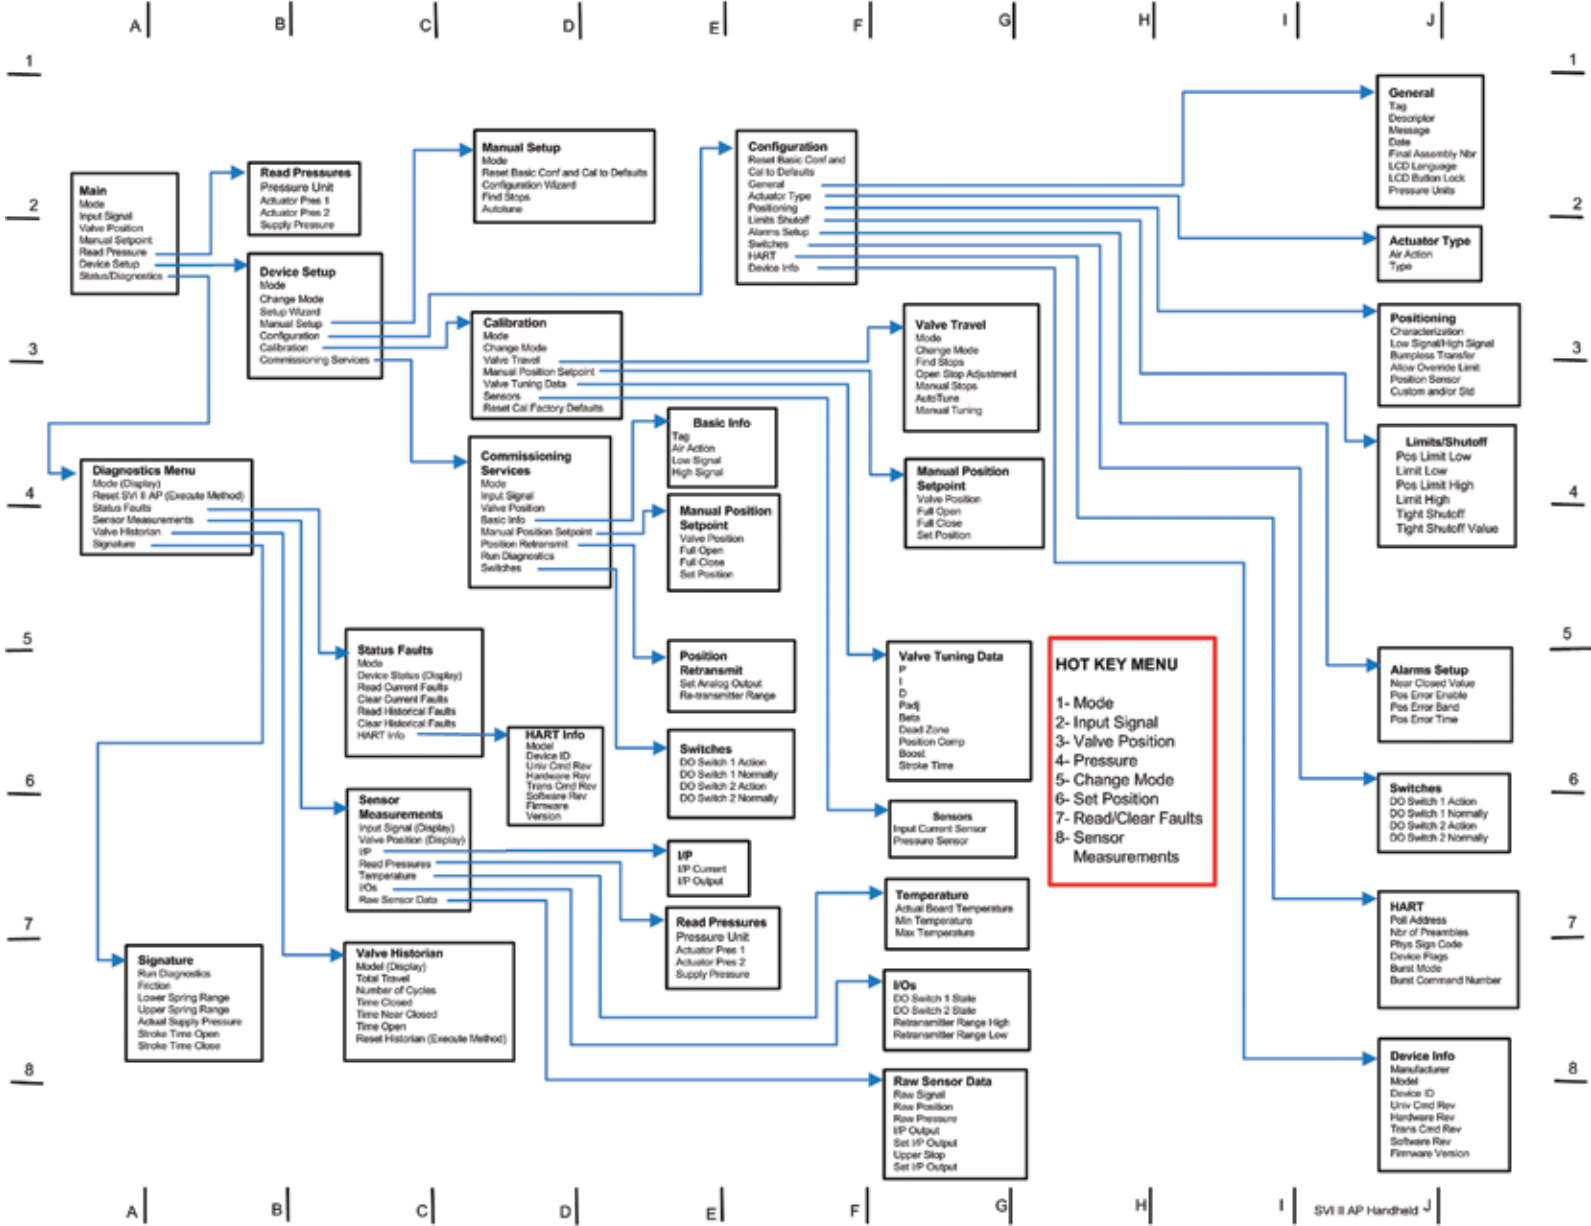 A B C D E F G H I J
1 1
2 2
3 3
4 4
5 5
6 6
7 7
8 8
Main
Mode
Input Signal
Valve Position
Manual Setpoint
Read Pressure
Device Setup
Status/Diagnostics
Read Pressures
Pressure Unit
Actuator Pres 1
Actuator Pres 2
Supply Pressure
Device Setup
Mode
Change Mode
Setup Wizard
Manual Setup
Configuration
Calibration
Commissioning Services
Manual Setup
Mode
Reset Basic Conf and Cal to Defaults
Configuration Wizard
Find Stops
Autotune
Configuration
Reset Basic Conf and
Cal to Defaults
General
Actuator Type
Positioning
Limits Shutoff
Alarms Setup
Switches
HART
Device Info
General
Tag
Descriptor
Message
Date
Final Assembly Nbr
LCD Language
LCD Button Lock
Pressure Units
Actuator Type
Air Action
Type
Positioning
Characterization
Low Signal/High Signal
Bumpless Transfer
Allow Override Limit
Position Sensor
Custom and/or Std
Limits/Shutoff
Pos Limit Low
Limit Low
Pos Limit High
Limit High
Tight Shutoff
Tight Shutoff Value
Calibration
Mode
Change Mode
Valve Travel
Manual Position Setpoint
Valve Tuning Data
Sensors
Reset Cal Factory Defaults
Valve Travel
Mode
Change Mode
Find Stops
Open Stop Adjustment
Manual Stops
AutoTune
Manual Tuning
Basic Info
Tag
Air Action
Low Signal
High Signal
Commissioning
Services
Mode
Input Signal
Valve Position
Basic Info
Manual Position Setpoint
Position Retransmit
Run Diagnostics
Switches
Manual Position
Setpoint
Valve Position
Full Open
Full Close
Set Position
Manual Position
Setpoint
Valve Position
Full Open
Full Close
Set Position
Diagnostics Menu
Mode (Display)
Reset SVI II AP (Execute Method)
Status Faults
Sensor Measurements
Valve Historian
Signature
Status Faults
Mode
Device Status (Display)
Read Current Faults
Clear Current Faults
Read Historical Faults
Clear Historical Faults
HART Info
HART Info
Model
Device ID
Univ Cmd Rev
Hardware Rev
Trans Cmd Rev
Software Rev
Firmware
Version
Position
Retransmit
Set Analog Output
Re-transmitter Range
Switches
DO Switch 1 Action
DO Switch 1 Normally
DO Switch 2 Action
DO Switch 2 Normally
Valve Tuning Data
P
I
D
Padj
Beta
Dead Zone
Position Comp
Boost
Stroke Time
HOT KEY MENU
1- Mode
2- Input Signal
3- Valve Position
4- Pressure
5- Change Mode
6- Set Position
7- Read/Clear Faults
8- Sensor
Measurements
Alarms Setup
Near Closed Value
Pos Error Enable
Pos Error Band
Pos Error Time
Switches
DO Switch 1 Action
DO Switch 1 Normally
DO Switch 2 Action
DO Switch 2 Normally
Sensor
Measurements
Input Signal (Display)
Valve Position (Display)
I/P
Read Pressures
Temperature
I/Os
Raw Sensor Data
Sensors
Input Current Sensor
Pressure Sensor
I/P
I/P Current
I/P Output
Temperature
Actual Board Temperature
Min Temperature
Max Temperature
HART
Poll Address
Nbr of Preambles
Phys Sign Code
Device Flags
Burst Mode
Burst Command Number
Read Pressures
Pressure Unit
Actuator Pres 1
Actuator Pres 2
Supply Pressure
Signature
Run Diagnostics
Friction
Lower Spring Range
Upper Spring Range
Actual Supply Pressure
Stroke Time Open
Stroke Time Close
Valve Historian
Model (Display)
Total Travel
Number of Cycles
Time Closed
Time Near Closed
Time Open
Reset Historian (Execute Method)
I/Os
DO Switch 1 State
DO Switch 2 State
Retransmitter Range High
Retransmitter Range Low
Raw Sensor Data
Raw Signal
Raw Position
Raw Pressure
I/P Output
Set I/P Output
Upper Stop
Set I/P Output
Device Info
Manufacturer
Model
Device ID
Univ Cmd Rev
Hardware Rev
Trans Cmd Rev
Software Rev
Firmware Version
A B C D E F G H I J
SVI II AP Handheld